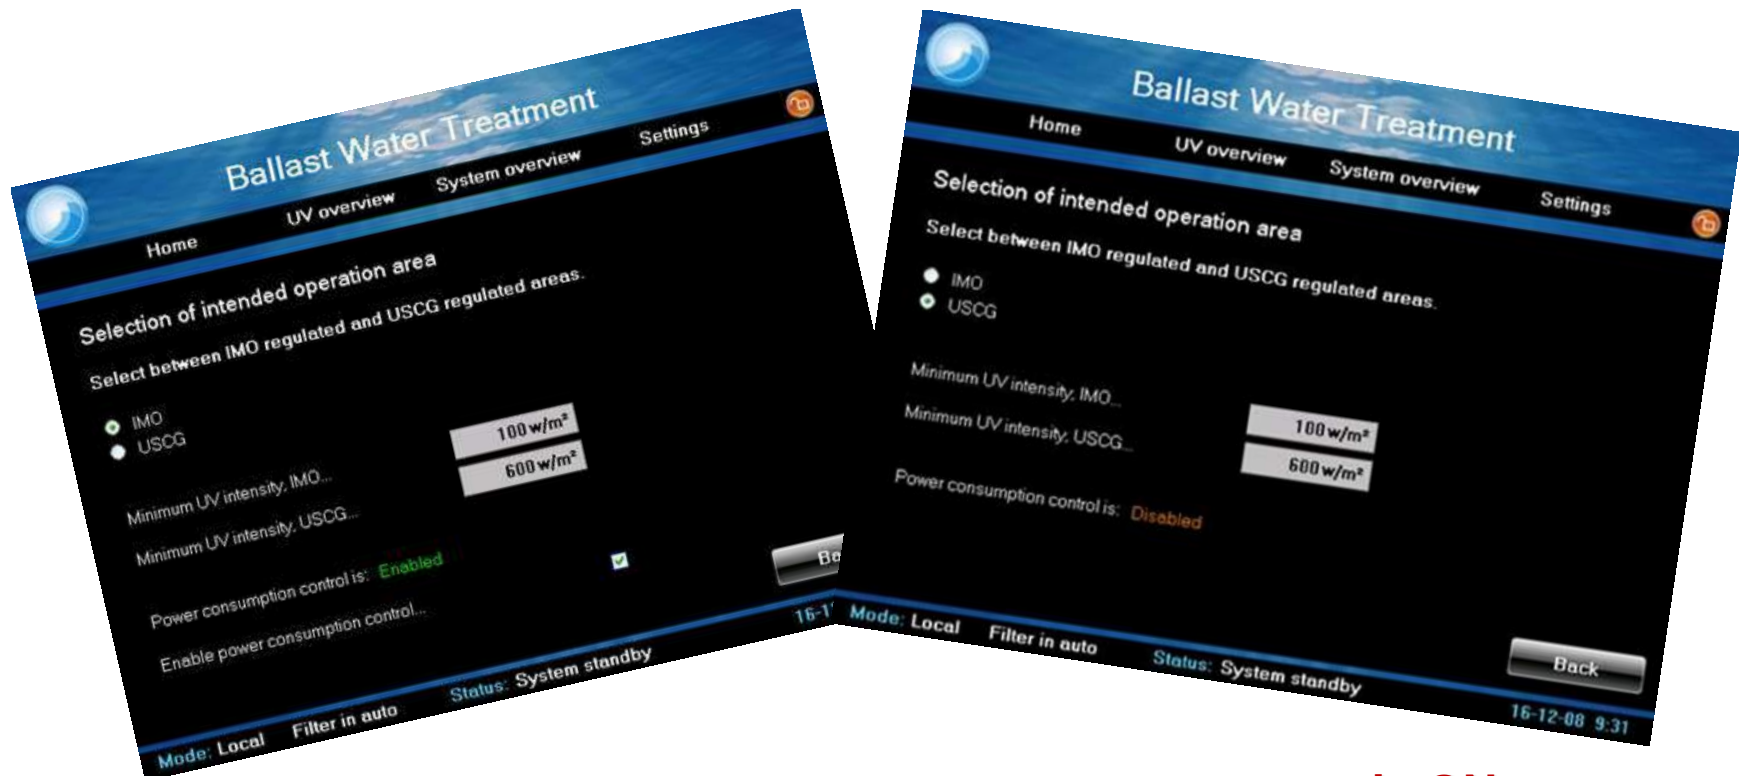 Ballast Water Treatment
Home UV overview System overview Settings
Selection of intended operation area
Select between IMO regulated and USCG regulated areas.
IMO
USCG
Minimum UV intensity, IMO... 100 w/m²
Minimum UV intensity, USCG... 600 w/m²
Power consumption control is: Enabled
Enable power consumption control...
Ba
16-1
Mode: Local Filter in auto Status: System standby
Ballast Water Treatment
Home UV overview System overview Settings
Selection of intended operation area
Select between IMO regulated and USCG regulated areas.
IMO
USCG
Minimum UV intensity, IMO... 100 w/m²
Minimum UV intensity, USCG... 600 w/m²
Power consumption control is: Disabled
Back
Mode: Local Filter in auto Status: System standby 16-12-08 9:31